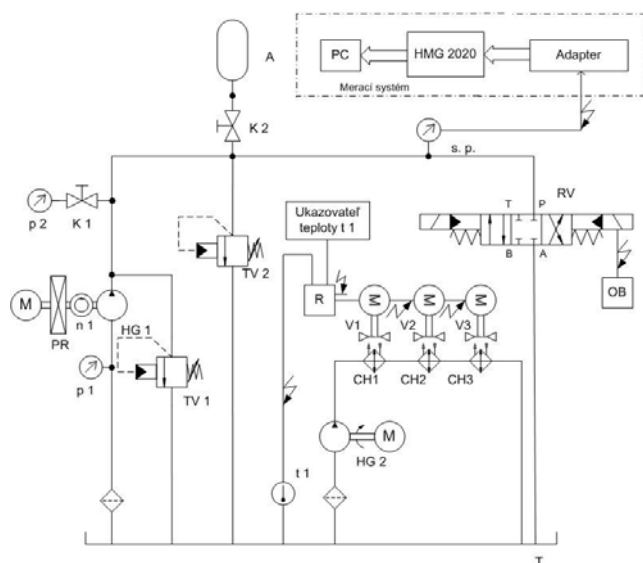 PC
HMG 2020
Adapter
Merací systém
A
K 2
s. p.
RV
T
P
B
A
OB
p 2
K 1
Ukazovateľ
teploty t 1
TV 2
R
M
M
M
V1
V2
V3
M
n 1
HG 1
PR
CH1
CH2
CH3
p 1
TV 1
M
HG 2
t 1
T